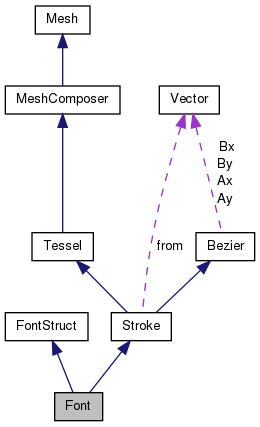 Mesh
MeshComposer
Vector
Bx
By
Ax
Ay
Tessel
from
Bezier
FontStruct
Stroke
Font